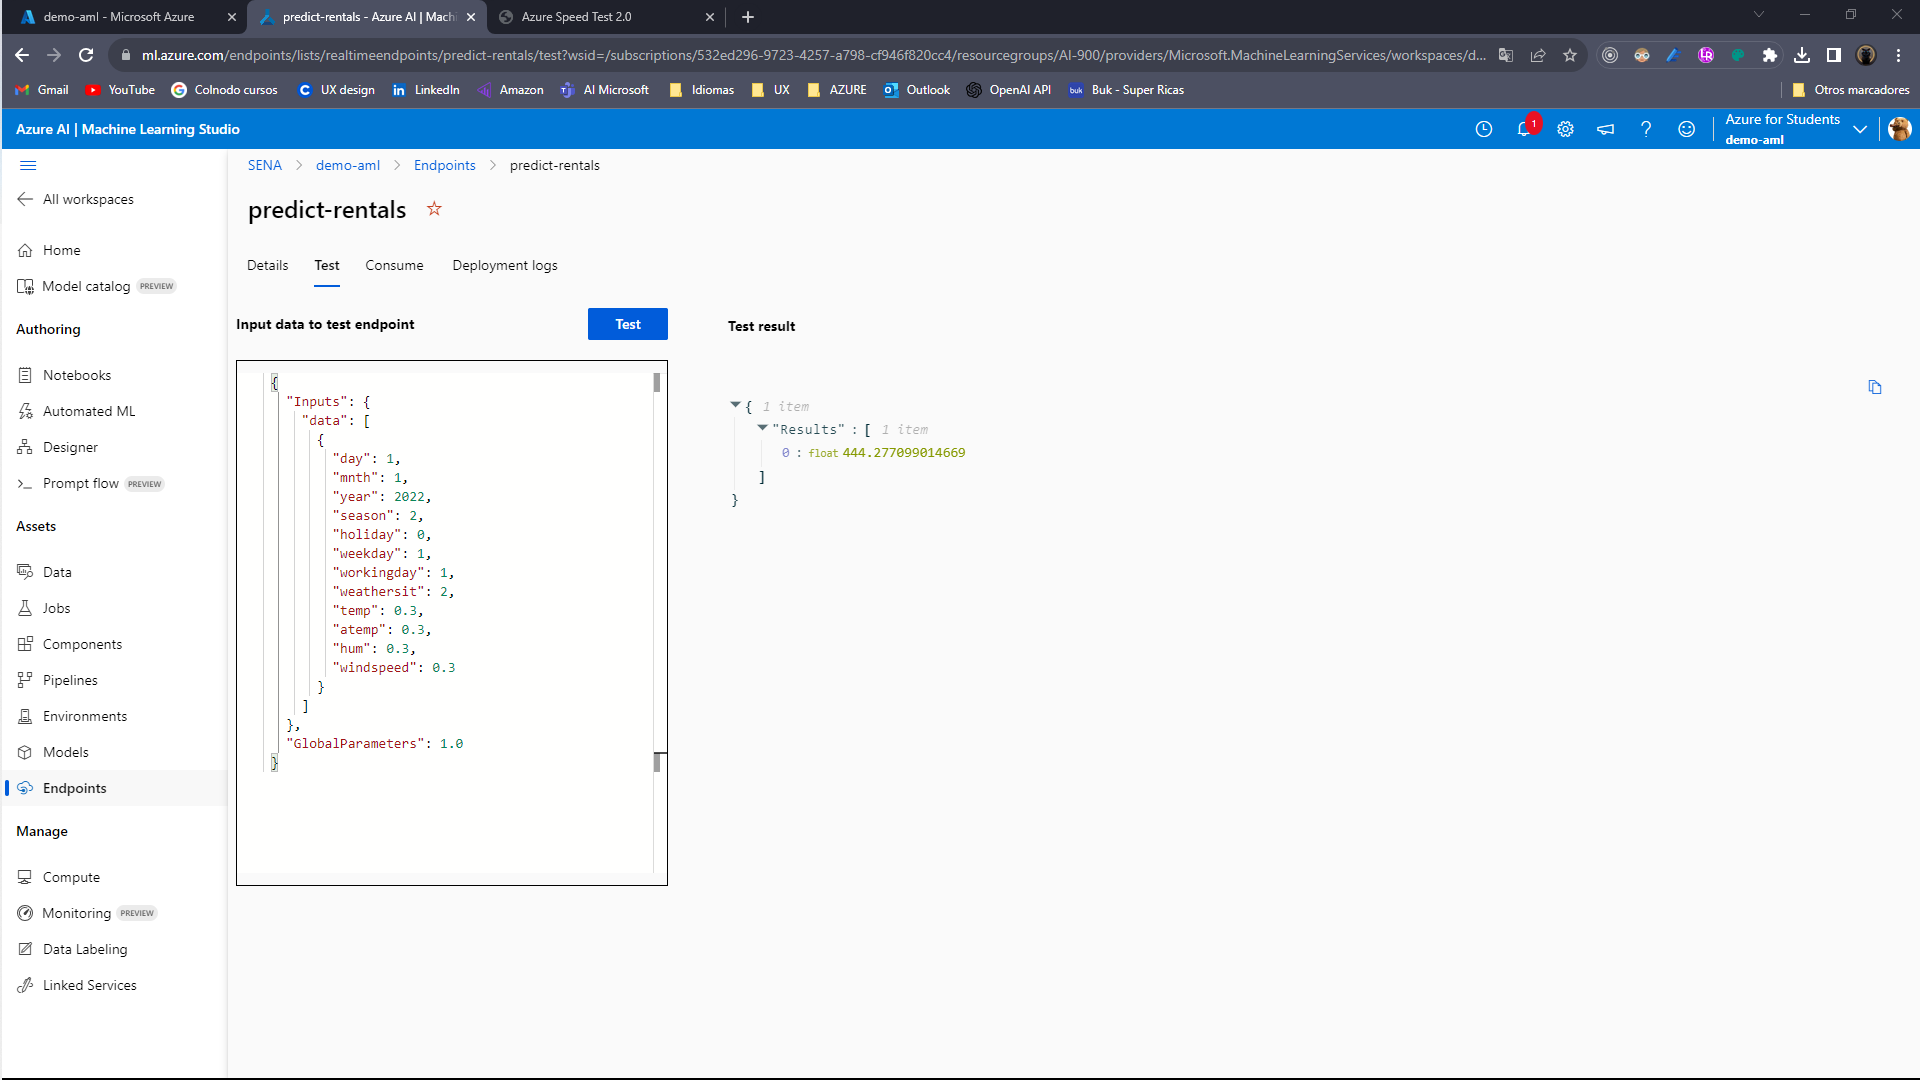 demo-aml - Microsoft Azure
predict-rentals - Azure AI | Machi
Azure Speed Test 2.0
ml.azure.com/endpoints/lists/realtimeendpoints/predict-rentals/test?wsid=/subscriptions/532ed296-9723-4257-a798-cf946f820cc4/resourcegroups/AI-900/providers/Microsoft.MachineLearningServices/workspaces/d...
Gmail
YouTube
Colnodo cursos
UX design
LinkedIn
Amazon
AI Microsoft
Idiomas
UX
AZURE
Outlook
OpenAI API
Buk - Super Ricas
Otros marcadores
Azure AI | Machine Learning Studio
1
Azure for Students
demo-aml
All workspaces
Home
Model catalog PREVIEW
Authoring
Notebooks
Automated ML
Designer
Prompt flow PREVIEW
Assets
Data
Jobs
Components
Pipelines
Environments
Models
Endpoints
Manage
Compute
Monitoring PREVIEW
Data Labeling
Linked Services
SENA > demo-aml > Endpoints > predict-rentals
predict-rentals
Details
Test
Consume
Deployment logs
Input data to test endpoint
Test
{
"Inputs": {
"data": [
{
"day": 1,
"mnth": 1,
"year": 2022,
"season": 2,
"holiday": 0,
"weekday": 1,
"workingday": 1,
"weathersit": 2,
"temp": 0.3,
"atemp": 0.3,
"hum": 0.3,
"windspeed": 0.3
}
]
},
"GlobalParameters": 1.0
}
Test result
{ 1 item
"Results" : [ 1 item
0 : float 444.277099014669
]
}